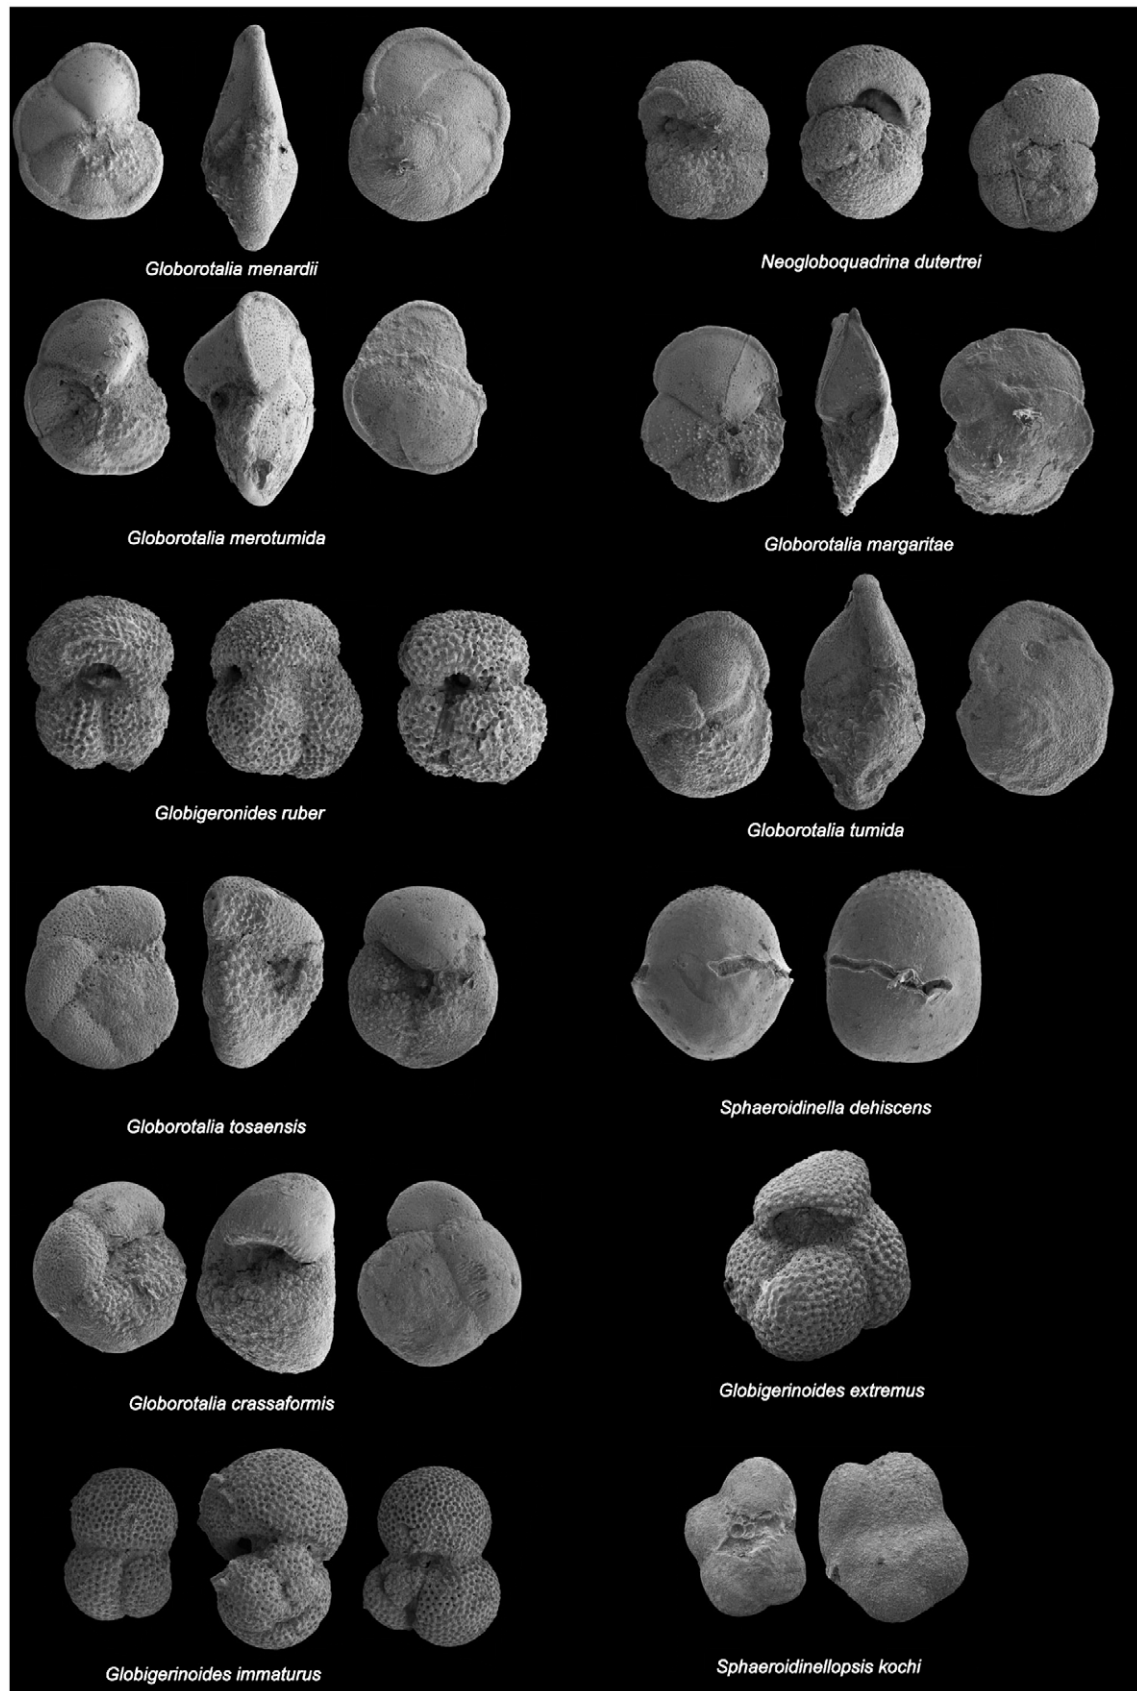 Globorotalia menardii
Neogloboquadrina dutertrei
Globorotalia merotumida
Globorotalia margaritae
Globigeronides ruber
Globorotalia tumida
Globorotalia tosaensis
Sphaeroidinella dehiscens
Globorotalia crassaformis
Globigerinoides extremus
Globigerinoides immaturus
Sphaeroidinellopsis kochi